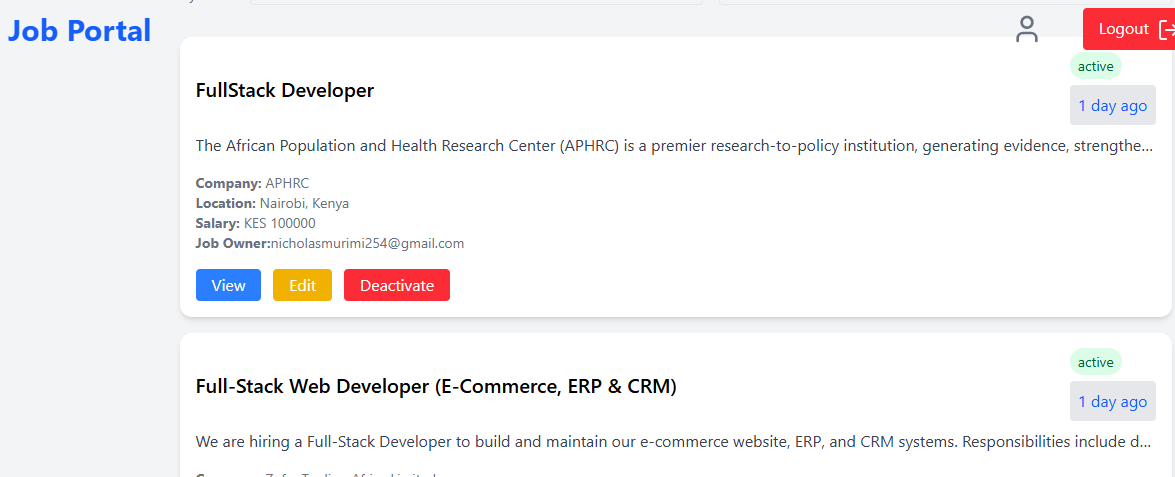 Job Portal
Logout
active
FullStack Developer
1 day ago
The African Population and Health Research Center (APHRC) is a premier research-to-policy institution, generating evidence, strengthe...
Company: APHRC
Location: Nairobi, Kenya
Salary: KES 100000
Job Owner:nicholasmurimi254@gmail.com
View Edit Deactivate
active
Full-Stack Web Developer (E-Commerce, ERP & CRM)
1 day ago
We are hiring a Full-Stack Developer to build and maintain our e-commerce website, ERP, and CRM systems. Responsibilities include d...